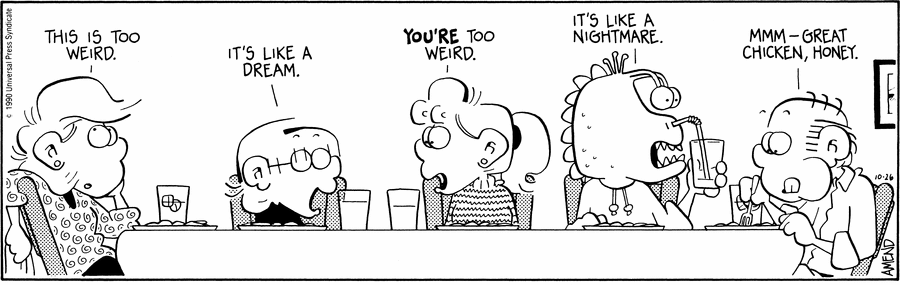 © 1990 Universal Press Syndicate
THIS IS TOO
WEIRD.
IT'S LIKE A
DREAM.
YOU'RE TOO
WEIRD.
IT'S LIKE A
NIGHTMARE.
MMM–GREAT
CHICKEN, HONEY.
10·26
AMEND